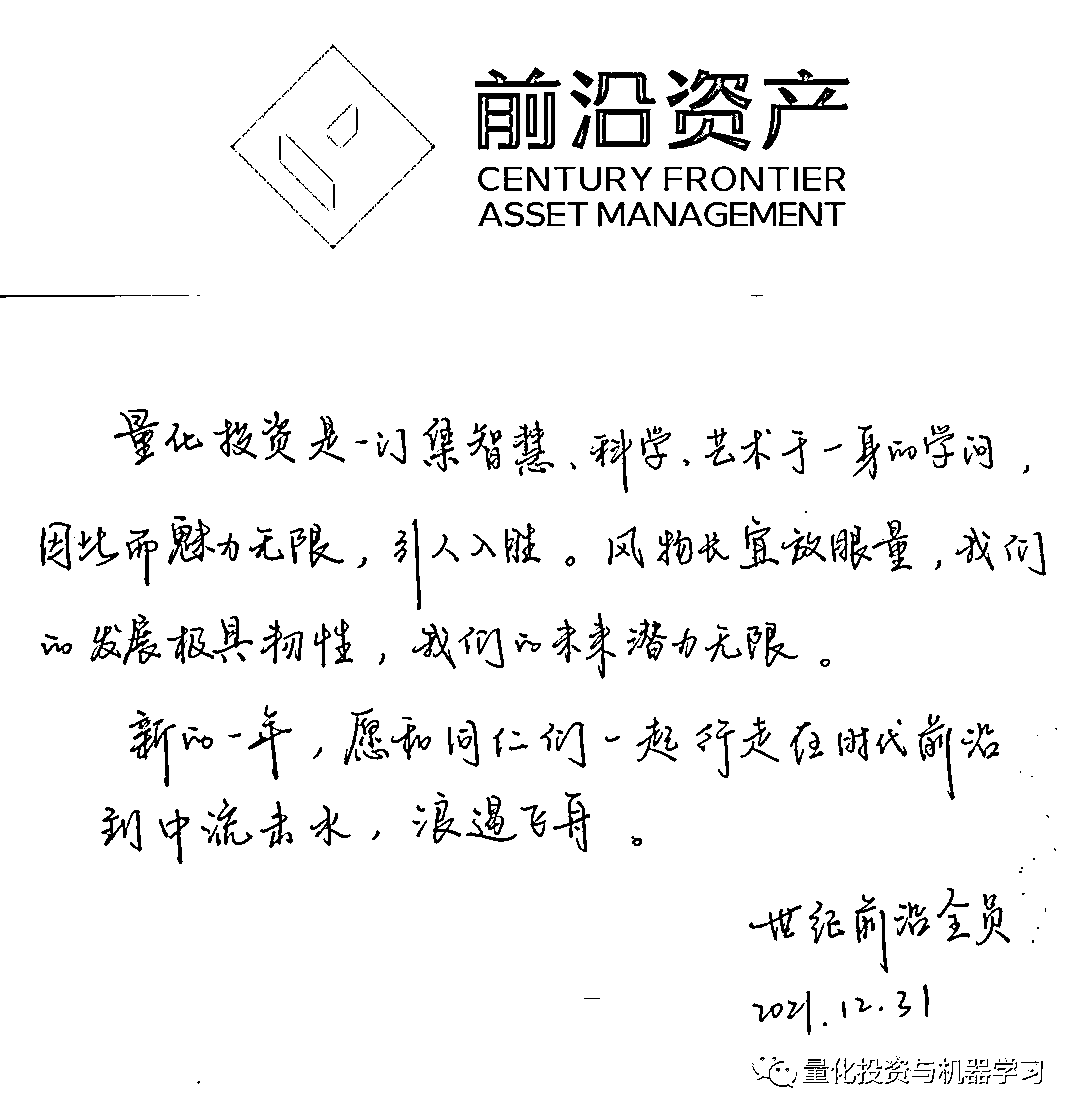 前沿资产
CENTURY FRONTIER
ASSET MANAGEMENT
量化投资是一门集智慧、科学、艺术于一身的学问，
因此而魅力无限，引人入胜。风物长宜放眼量，我们
的发展极具韧性，我们的未来潜力无限。
新的一年，愿和同仁们一起行走在时代前沿
到中流击水，浪遏飞舟。
世纪前沿全员
2021.12.31
量化投资与机器学习